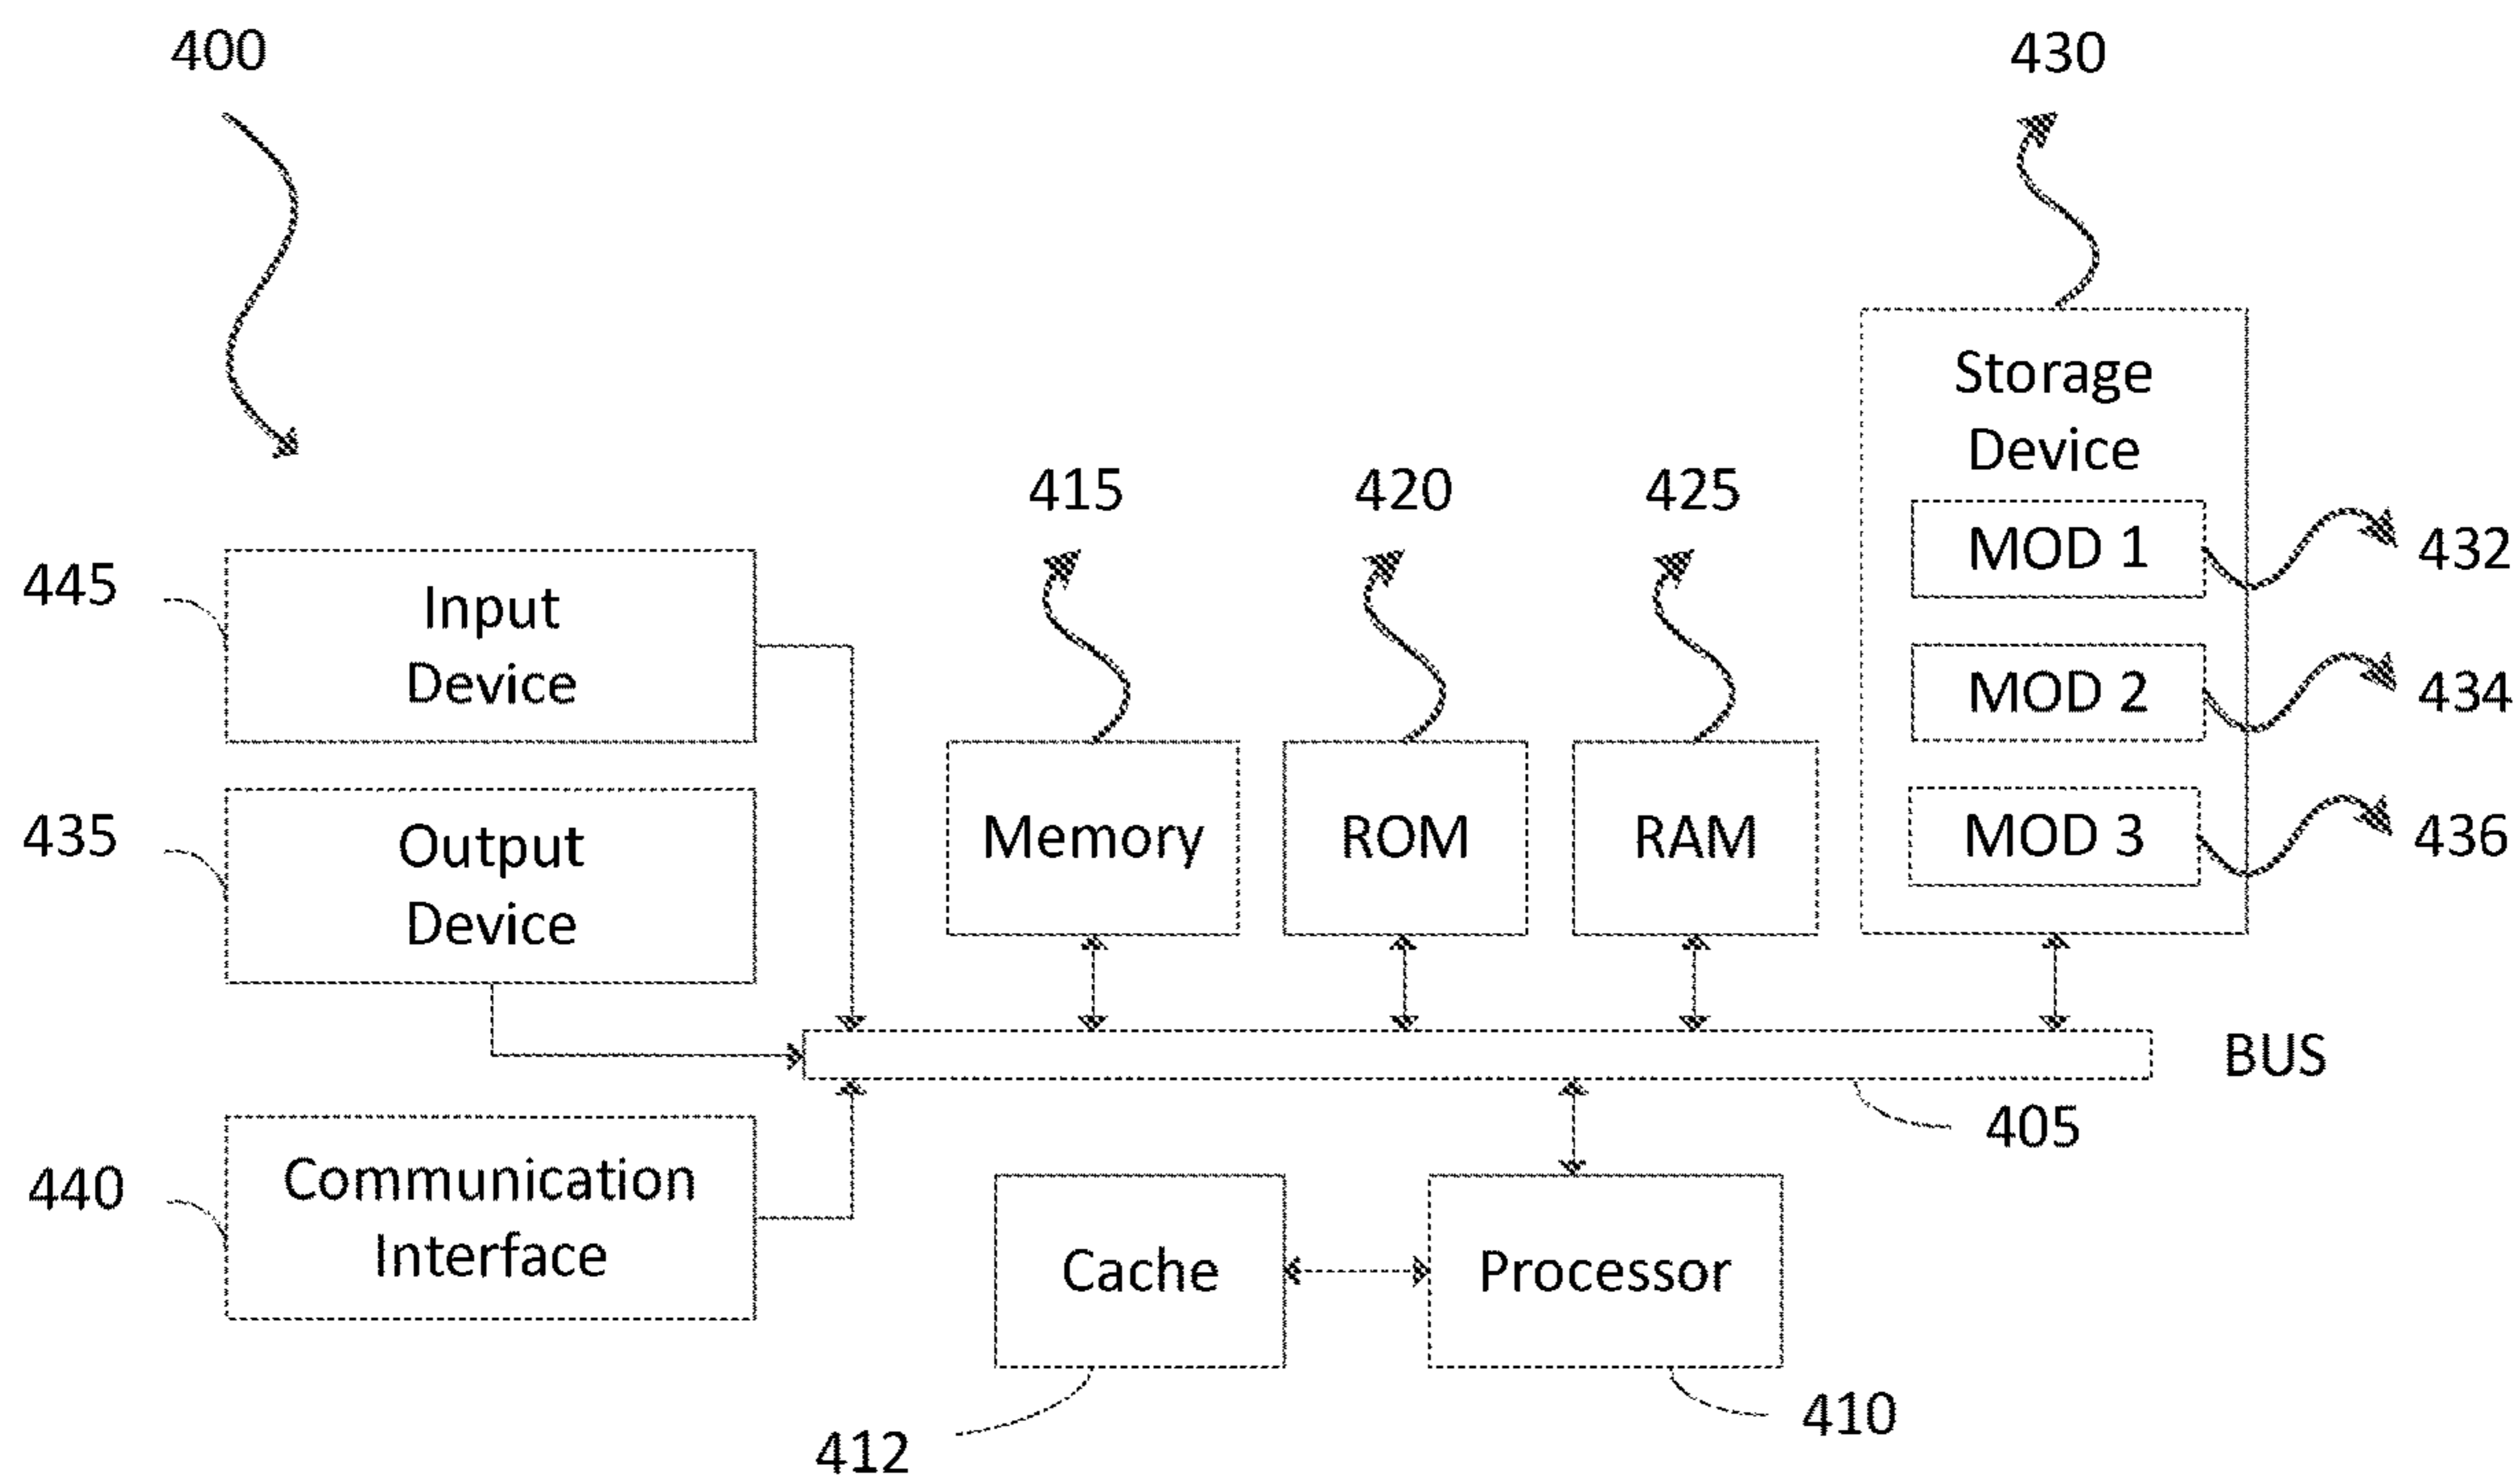 400
430
415
420
425
Storage
Device
MOD 1
432
445
Input
Device
MOD 2
434
435
Output
Device
Memory
ROM
RAM
MOD 3
436
BUS
405
440
Communication
Interface
Cache
Processor
412
410